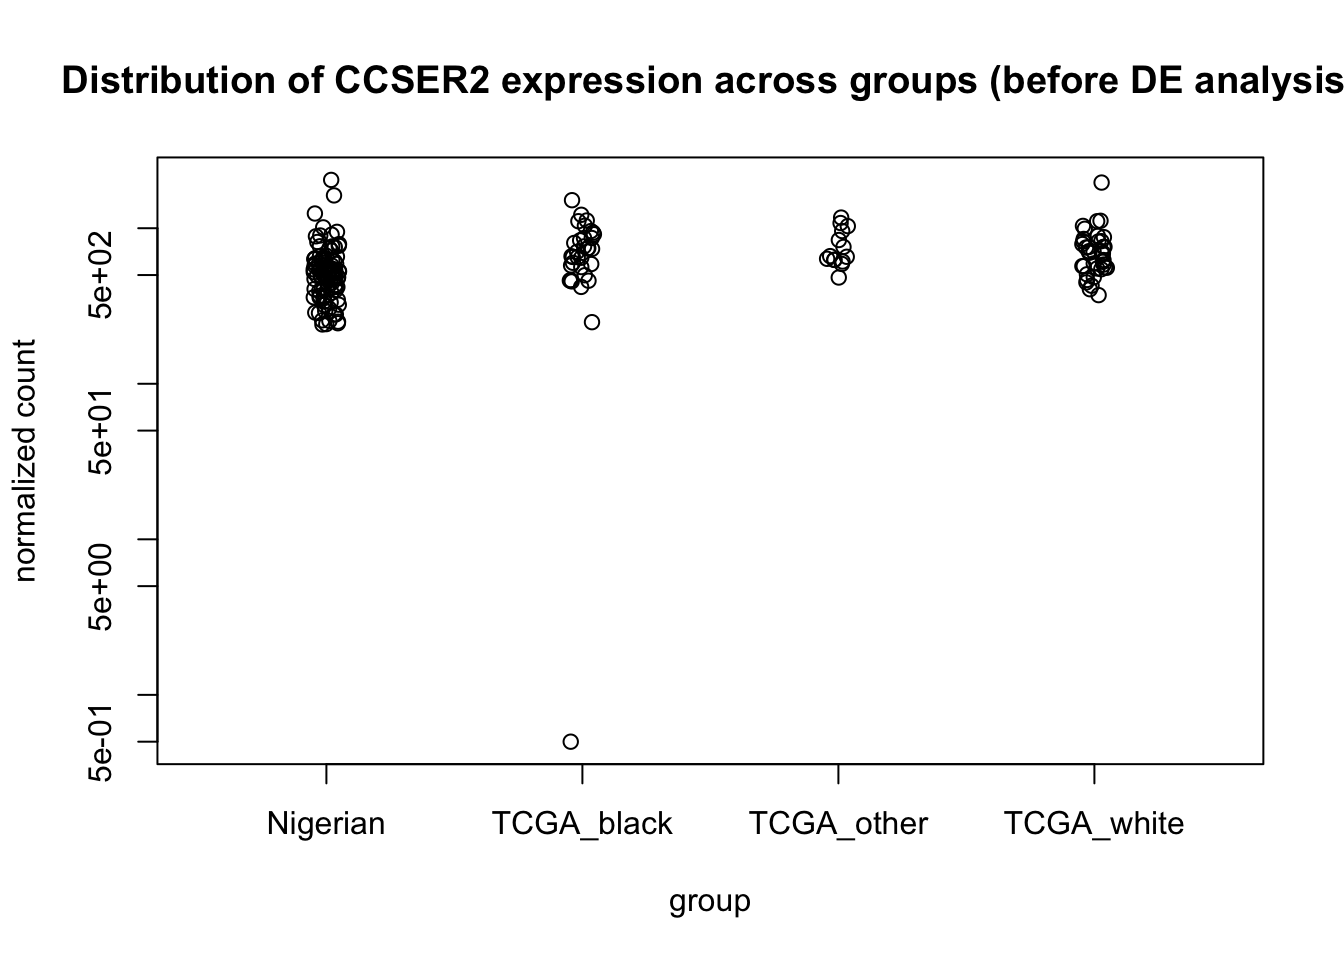 Distribution of CCSER2 expression across groups (before DE analysis
normalized count
5e+02
5e+01
5e+00
5e-01
Nigerian
TCGA_black
TCGA_other
TCGA_white
group